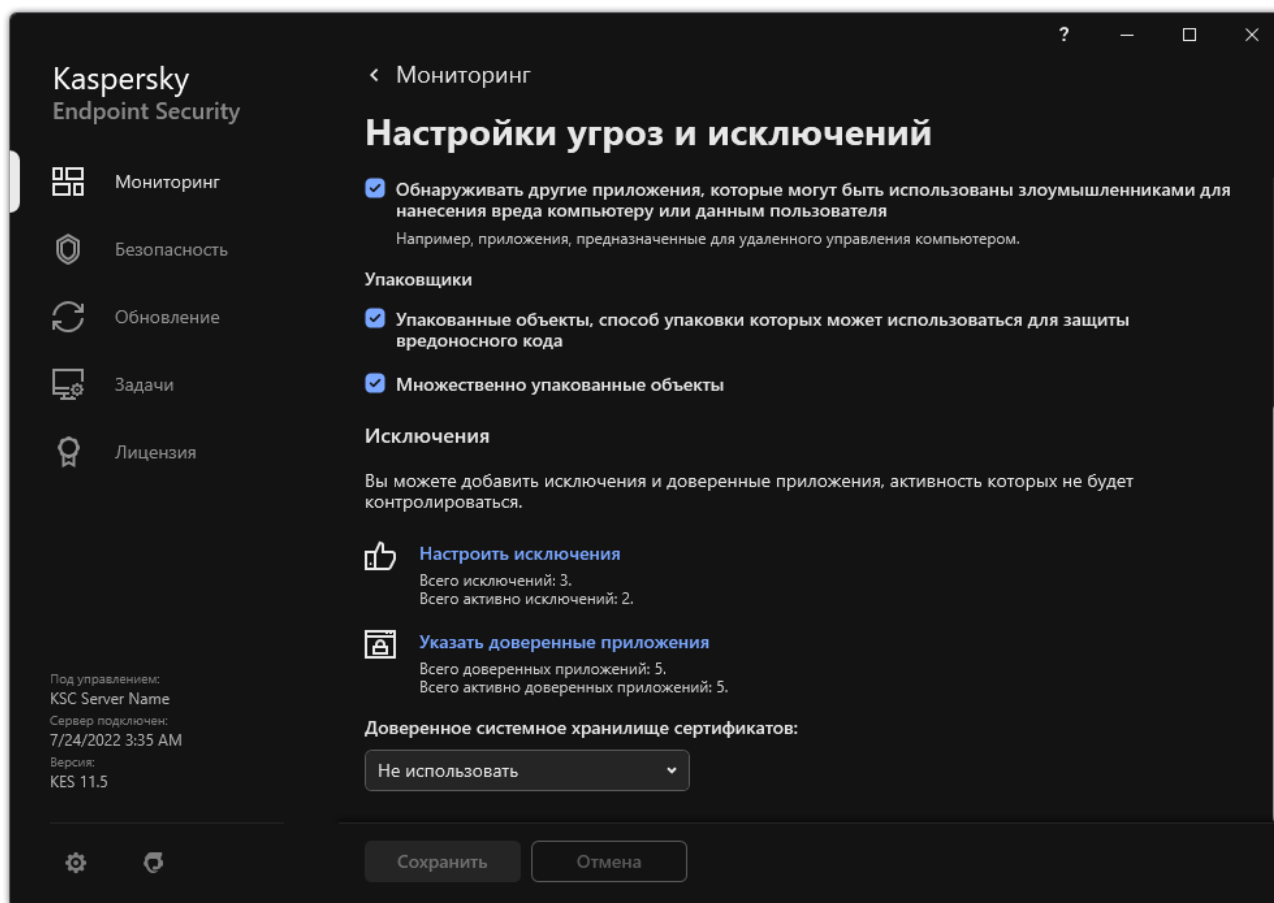 ?
Kaspersky
Endpoint Security
Мониторинг
Безопасность
Обновление
Задачи
Лицензия
Под управлением:
KSC Server Name
Сервер подключен:
7/24/2022 3:35 AM
Версия:
KES 11.5
Мониторинг
Настройки угроз и исключений
Обнаруживать другие приложения, которые могут быть использованы злоумышленниками для
нанесения вреда компьютеру или данным пользователя
Например, приложения, предназначенные для удаленного управления компьютером.
Упаковщики
Упакованные объекты, способ упаковки которых может использоваться для защиты
вредоносного кода
Множественно упакованные объекты
Исключения
Вы можете добавить исключения и доверенные приложения, активность которых не будет
контролироваться.
Настроить исключения
Всего исключений: 3.
Всего активно исключений: 2.
Указать доверенные приложения
Всего доверенных приложений: 5.
Всего активно доверенных приложений: 5.
Доверенное системное хранилище сертификатов:
Не использовать
Сохранить
Отмена